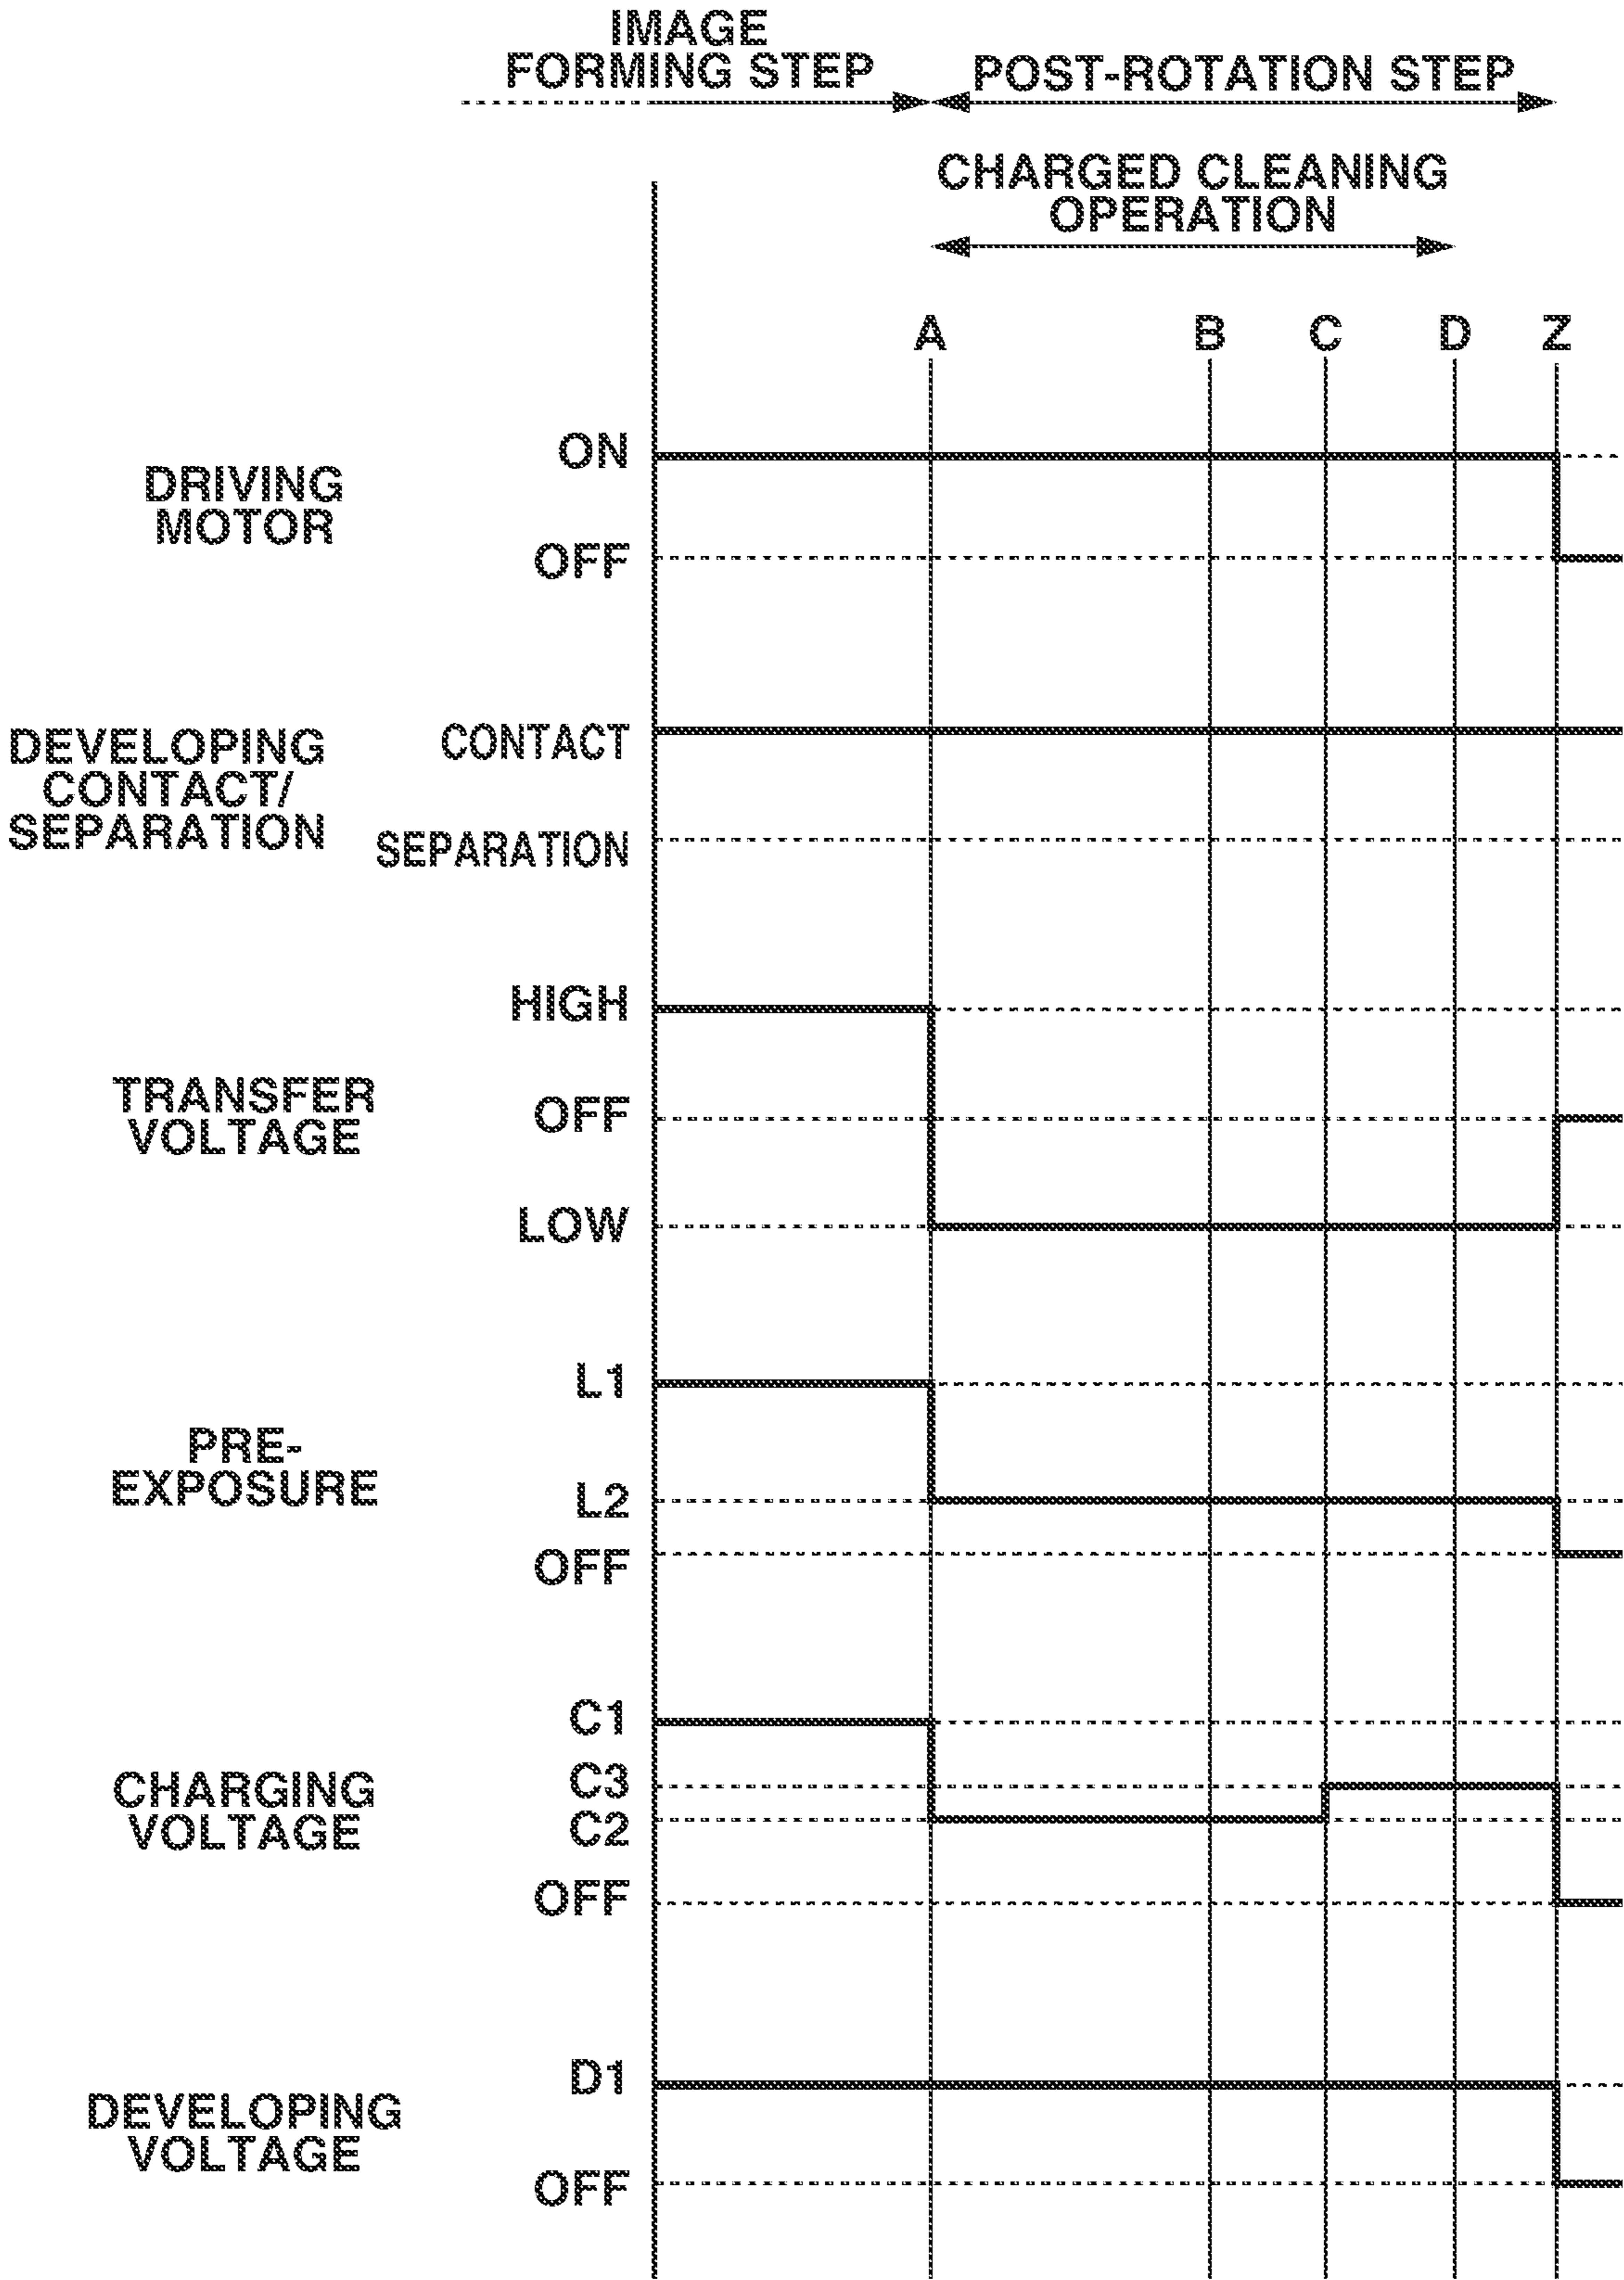 IMAGE
FORMING STEP
POST-ROTATION STEP
CHARGED CLEANING
OPERATION
A B C D Z
DRIVING
MOTOR
ON
OFF
DEVELOPING
CONTACT/
SEPARATION
CONTACT
SEPARATION
TRANSFER
VOLTAGE
HIGH
OFF
LOW
PRE-
EXPOSURE
L1
L2
OFF
CHARGING
VOLTAGE
C1
C3
C2
OFF
DEVELOPING
VOLTAGE
D1
OFF